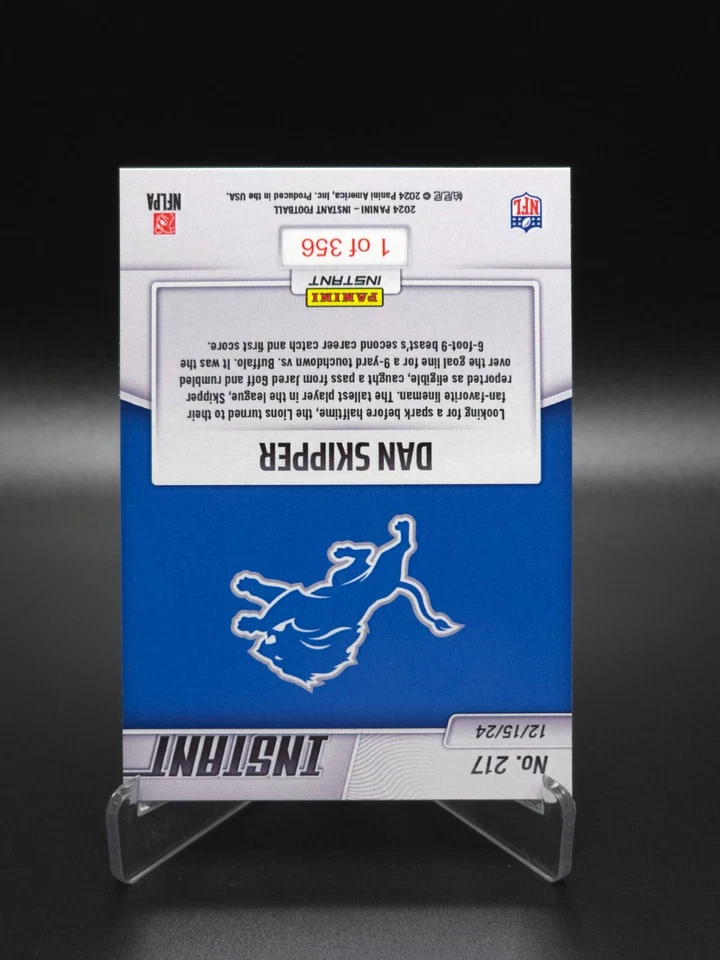 No. 217
INSTANT
12/15/24
DAN SKIPPER
Looking for a spark before halftime, the Lions turned to their
fan-favorite lineman. The tallest player in the league, Skipper,
reported as eligible, caught a pass from Jared Goff and rumbled
over the goal line for a 9-yard touchdown vs. Buffalo. It was the
6-foot-9 beast's second career catch and first score.
PANINI
INSTANT
1 of 356
2024 PANINI – INSTANT FOOTBALL
帕尼尼 © 2024 Panini America, Inc. Produced in the USA.
NFL
NFLPA